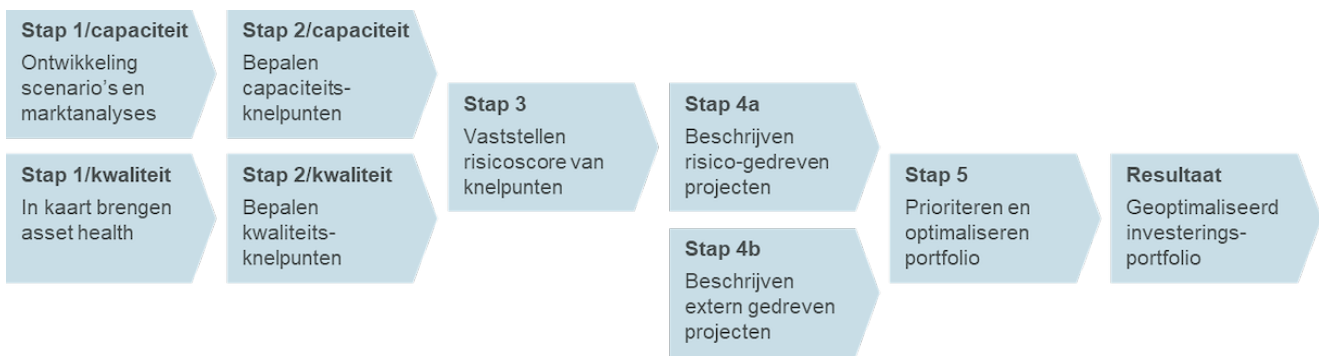 Stap 1/capaciteit
Ontwikkeling
scenario's en
marktanalyses
Stap 2/capaciteit
Bepalen
capaciteits-
knelpunten
Stap 1/kwaliteit
In kaart brengen
asset health
Stap 2/kwaliteit
Bepalen
kwaliteits-
knelpunten
Stap 3
Vaststellen
risicoscore van
knelpunten
Stap 4a
Beschrijven
risico-gedreven
projecten
Stap 4b
Beschrijven
extern gedreven
projecten
Stap 5
Prioriteren en
optimaliseren
portfolio
Resultaat
Geoptimaliseerd
investerings-
portfolio